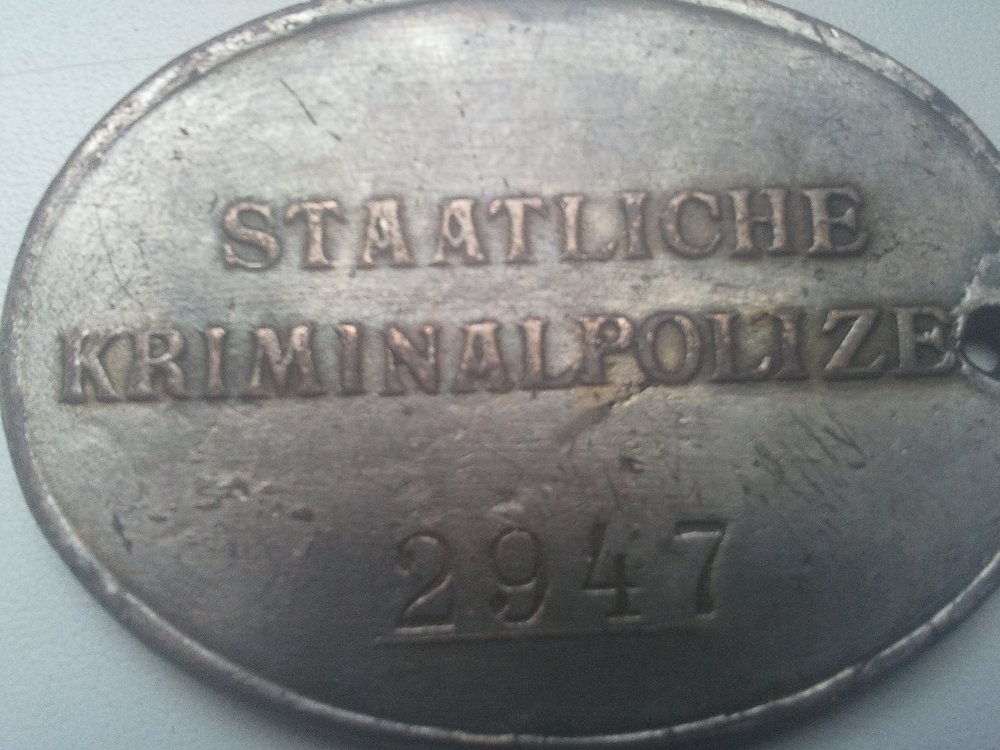 STAATLICHE
KRIMINALPOLIZE
2947